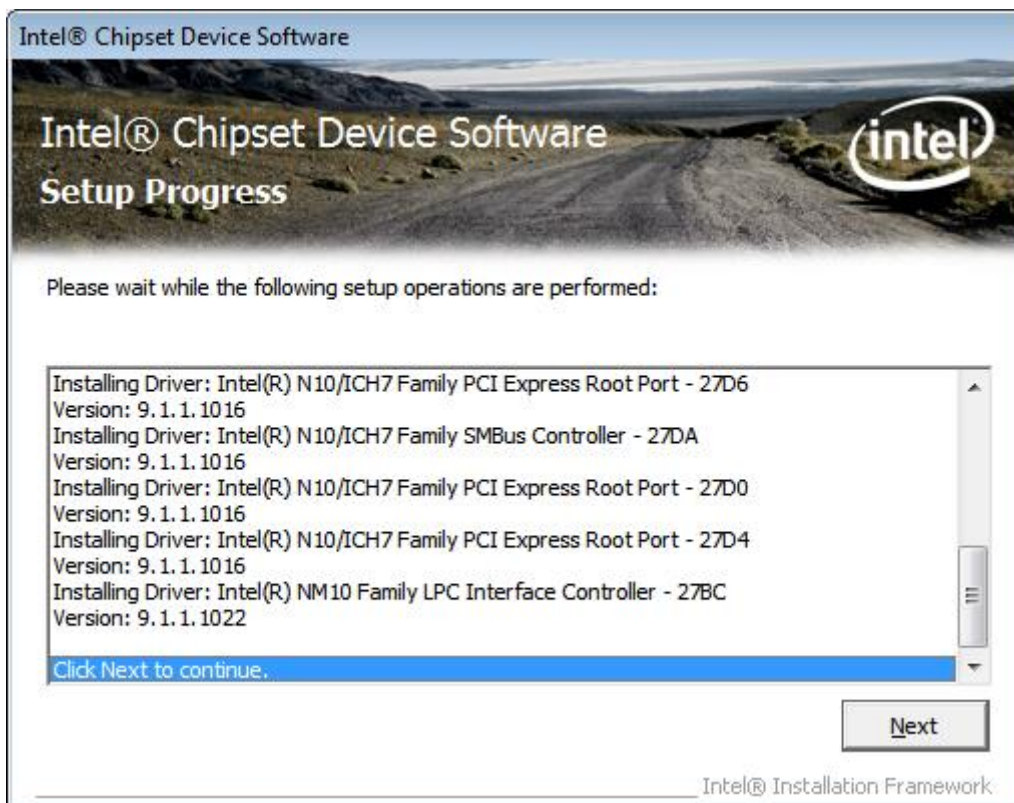 Intel® Chipset Device Software
Intel® Chipset Device Software
intel
Setup Progress
Please wait while the following setup operations are performed:
Installing Driver: Intel(R) N10/ICH7 Family PCI Express Root Port - 27D6
Version: 9.1.1.1016
Installing Driver: Intel(R) N10/ICH7 Family SMBus Controller - 27DA
Version: 9.1.1.1016
Installing Driver: Intel(R) N10/ICH7 Family PCI Express Root Port - 27D0
Version: 9.1.1.1016
Installing Driver: Intel(R) N10/ICH7 Family PCI Express Root Port - 27D4
Version: 9.1.1.1016
Installing Driver: Intel(R) NM10 Family LPC Interface Controller - 27BC
Version: 9.1.1.1022
Click Next to continue.
Next
Intel® Installation Framework